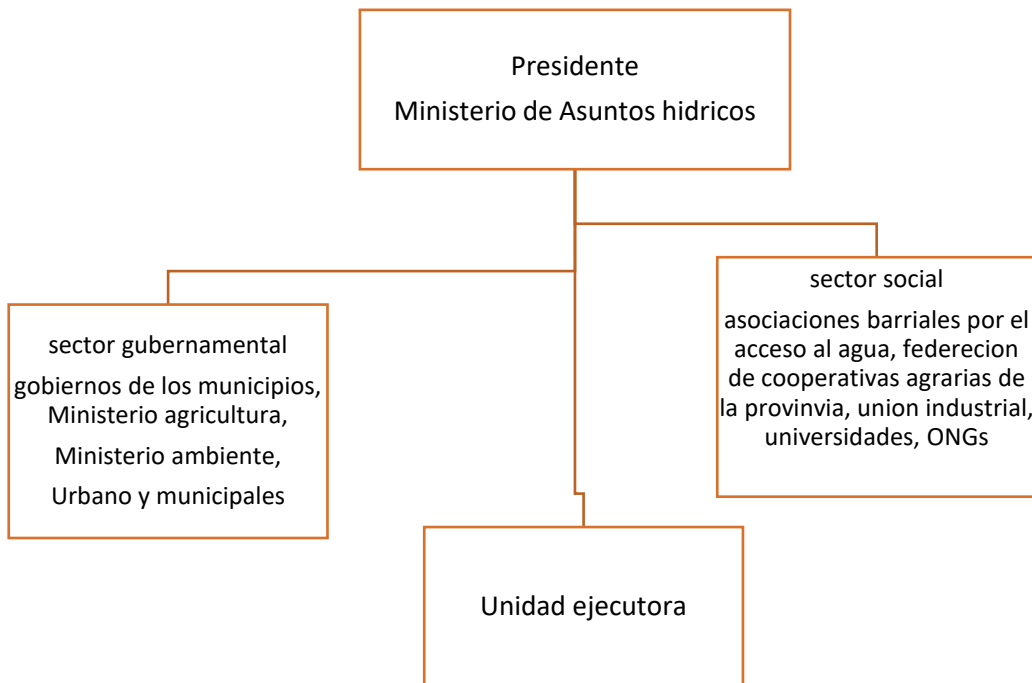 Presidente
Ministerio de Asuntos hidricos
sector gubernamental
gobiernos de los municipios,
Ministerio agricultura,
Ministerio ambiente,
Urbano y municipales
sector social
asociaciones barriales por el
acceso al agua, federecion
de cooperativas agrarias de
la provinvia, union industrial,
universidades, ONGs
Unidad ejecutora